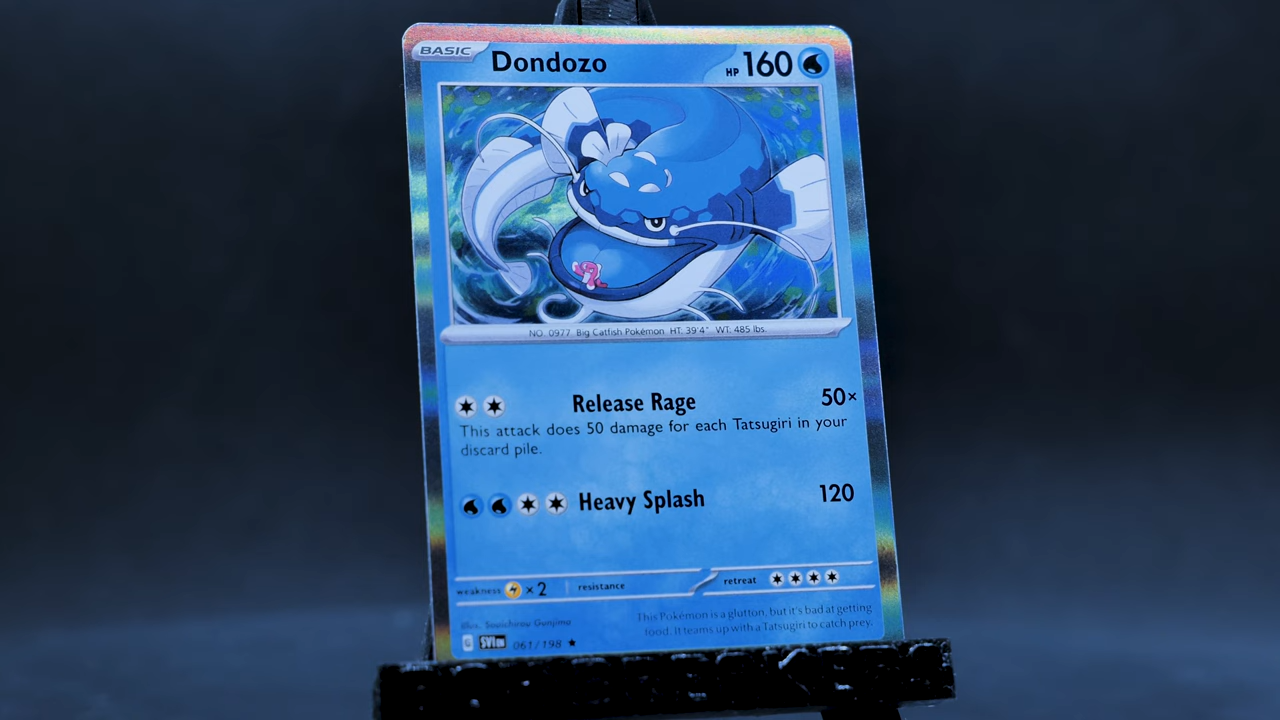 BASIC Dondozo HP 160
NO. 0977 Big Catfish Pokémon HT: 39'4" WT: 485 lbs.
Release Rage 50×
This attack does 50 damage for each Tatsugiri in your
discard pile.
Heavy Splash 120
weakness × 2 resistance retreat
This Pokémon is a glutton, but it's bad at getting
food. It teams up with a Tatsugiri to catch prey.
Illus. Souichirou Gunjima
G SVI EN 061/198